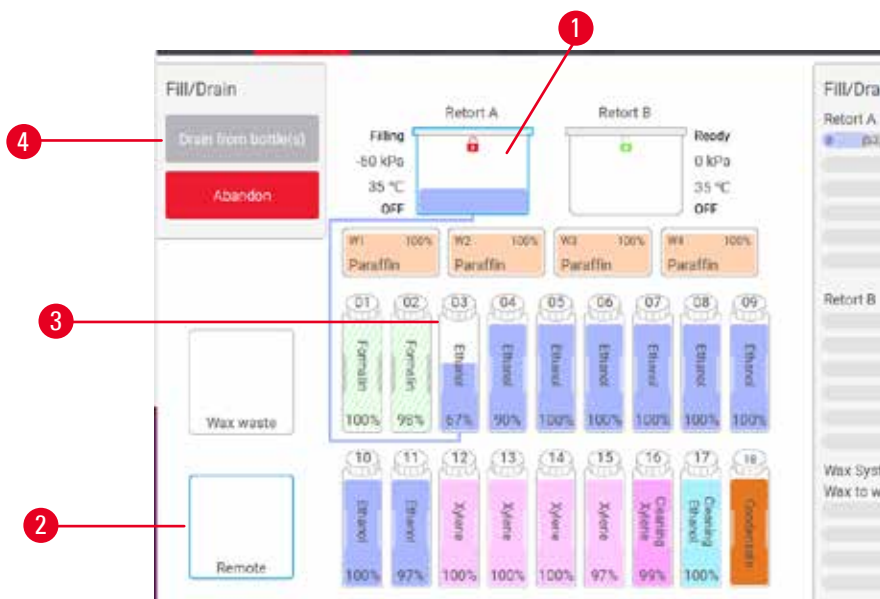 1
Fill/Drain
4
Drain from bottle(s)
Abandon
Retort A
Filling
-60 kPa
35 °C
OFF
Retort B
Ready
0 kPa
35 °C
OFF
Fill/Dra
Retort A
W1 100%
Paraffin
W2 100%
Paraffin
W3 100%
Paraffin
W4 100%
Paraffin
3
01 02 03 04 05 06 07 08 09
Formalin Formalin Ethanol Ethanol Ethanol Ethanol Ethanol Ethanol Ethanol
100% 98% 67% 90% 100% 100% 100% 100% 100%
Retort B
Wax waste
10 11 12 13 14 15 16 17 18
Ethanol Ethanol Xylene Xylene Xylene Xylene Cleaning Xylene Cleaning Ethanol Condensate
100% 97% 100% 100% 100% 97% 99% 100%
Wax Syst
Wax to w
2
Remote